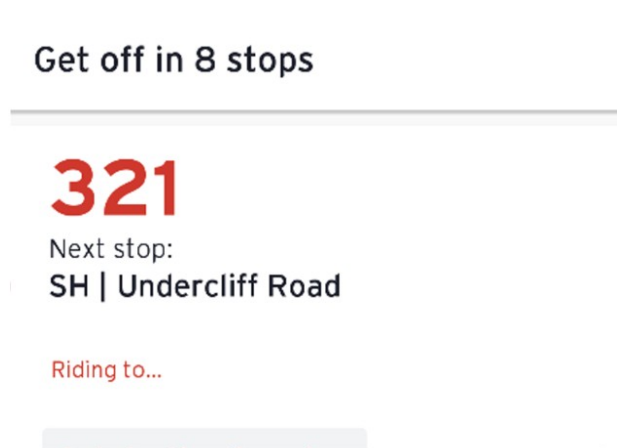 Get off in 8 stops
321
Next stop:
SH | Undercliff Road
Riding to...